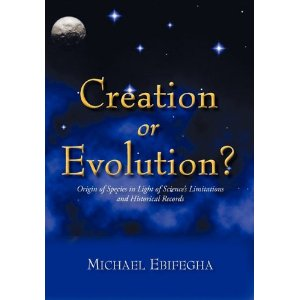 Creation
or
Evolution?
Origin of Species in Light of Science's Limitations
and Historical Records
MICHAEL EBIFEGHA